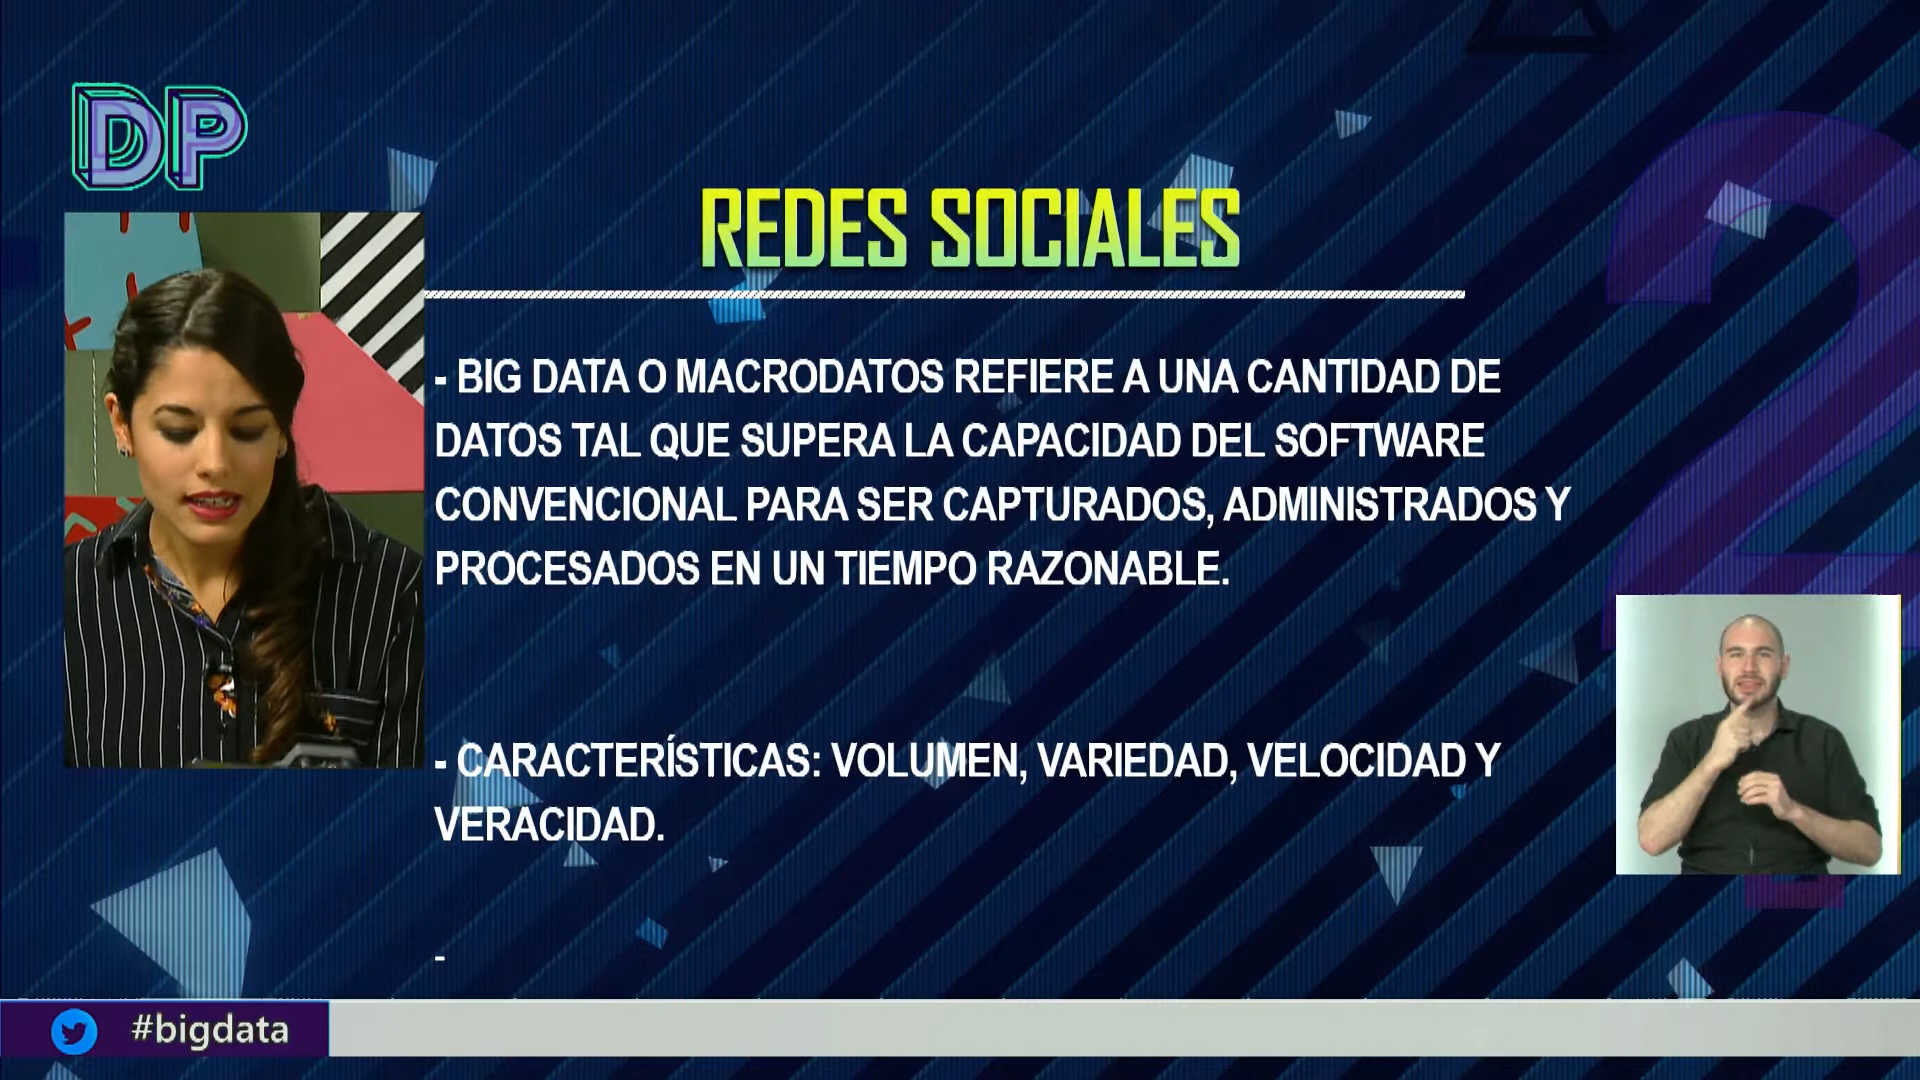 DP
REDES SOCIALES
- BIG DATA O MACRODATOS REFIERE A UNA CANTIDAD DE
DATOS TAL QUE SUPERA LA CAPACIDAD DEL SOFTWARE
CONVENCIONAL PARA SER CAPTURADOS, ADMINISTRADOS Y
PROCESADOS EN UN TIEMPO RAZONABLE.
- CARACTERÍSTICAS: VOLUMEN, VARIEDAD, VELOCIDAD Y
VERACIDAD.
-
#bigdata